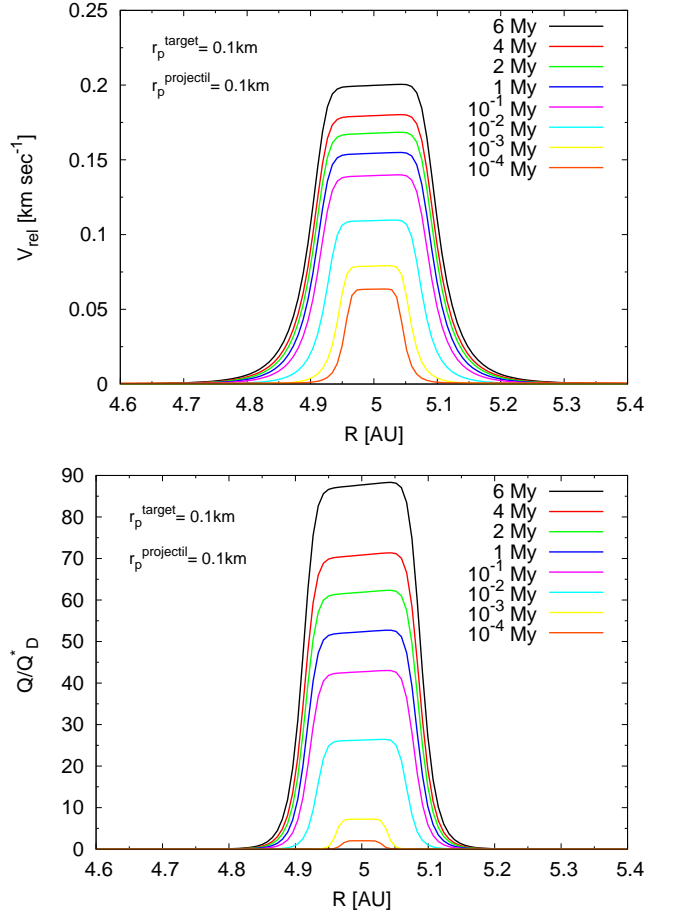 r_p^target= 0.1km
r_p^projectil= 0.1km
6 My
4 My
2 My
1 My
10^-1 My
10^-2 My
10^-3 My
10^-4 My
V_rel [km sec^-1]
0.25
0.2
0.15
0.1
0.05
0
4.6 4.7 4.8 4.9 5 5.1 5.2 5.3 5.4
R [AU]
r_p^target= 0.1km
r_p^projectil= 0.1km
6 My
4 My
2 My
1 My
10^-1 My
10^-2 My
10^-3 My
10^-4 My
Q/Q^*_D
90
80
70
60
50
40
30
20
10
0
4.6 4.7 4.8 4.9 5 5.1 5.2 5.3 5.4
R [AU]